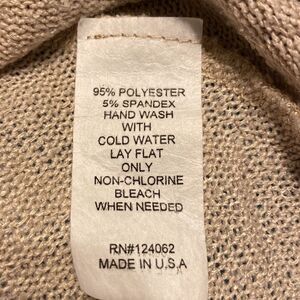 95% POLYESTER
5% SPANDEX
HAND WASH
WITH
COLD WATER
LAY FLAT
ONLY
NON-CHLORINE
BLEACH
WHEN NEEDED
RN#124062
MADE IN U.S.A